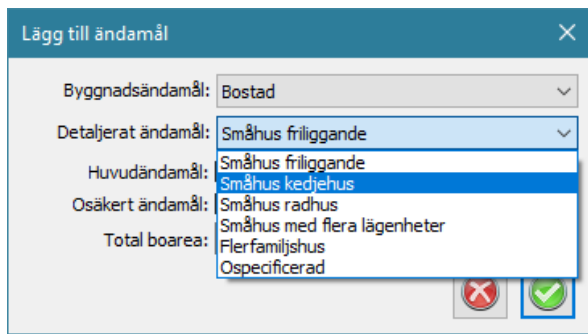 Lägg till ändamål
Byggnadsändamål: Bostad
Detaljerat ändamål: Småhus friliggande
Småhus friliggande
Huvudändamål:
Småhus kedjehus
Osäkert ändamål: Småhus radhus
Småhus med flera lägenheter
Total boarea:
Flerfamiljshus
Ospecificerad